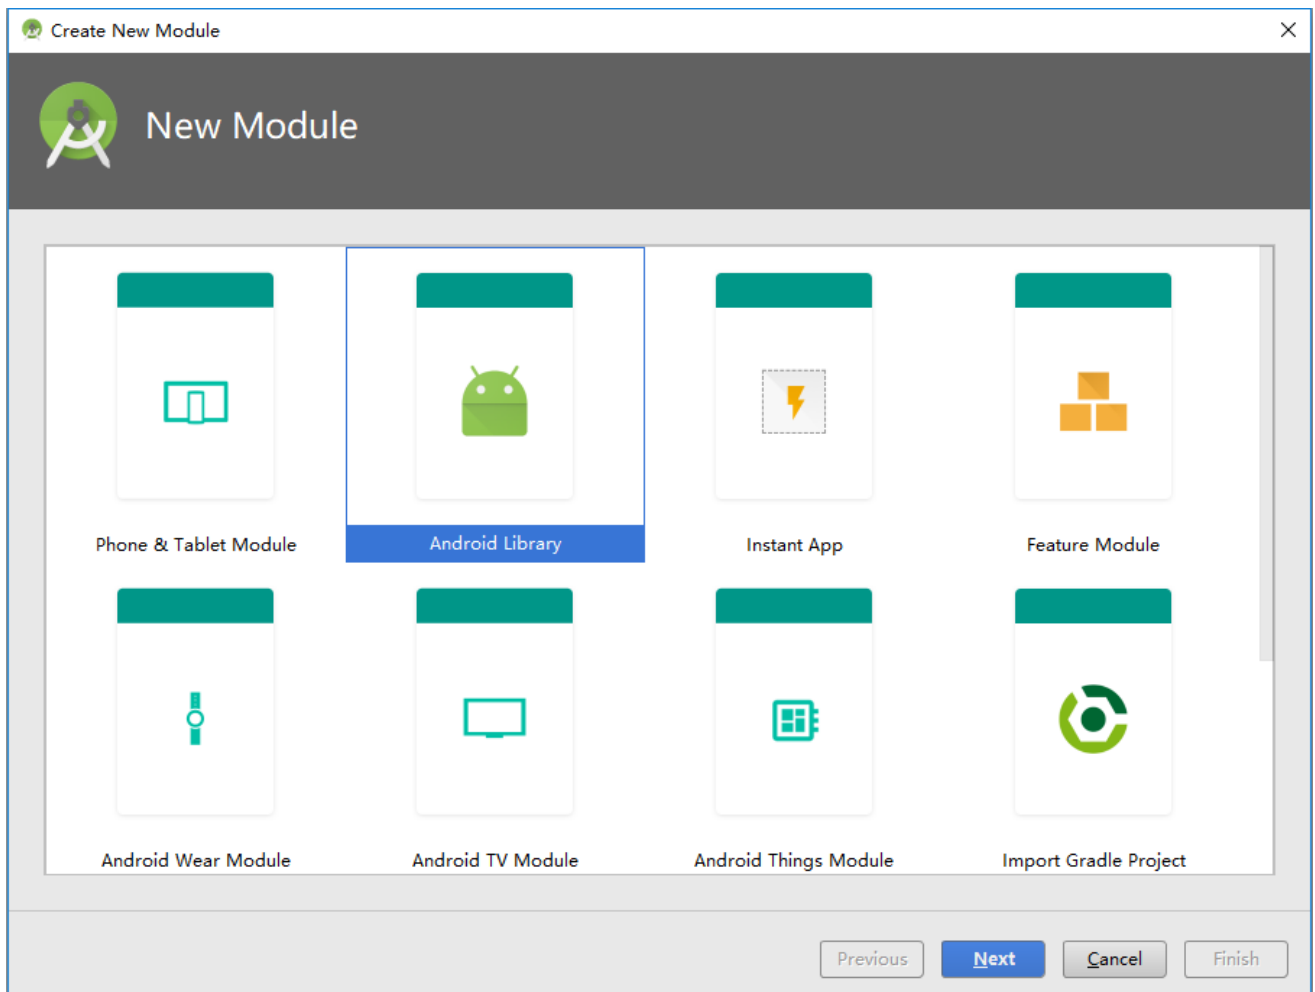 Create New Module
New Module
Phone & Tablet Module
Android Library
Instant App
Feature Module
Android Wear Module
Android TV Module
Android Things Module
Import Gradle Project
Previous
Next
Cancel
Finish